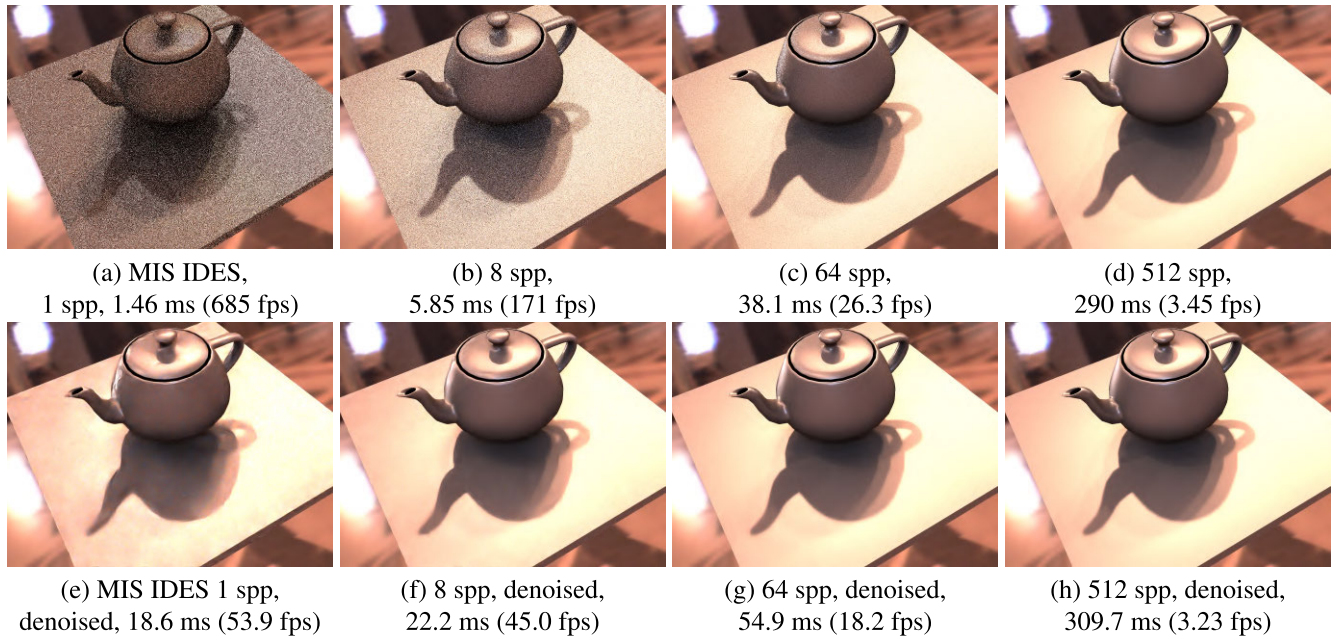 (a) MIS IDES,
1 spp, 1.46 ms (685 fps)
(b) 8 spp,
5.85 ms (171 fps)
(c) 64 spp,
38.1 ms (26.3 fps)
(d) 512 spp,
290 ms (3.45 fps)
(e) MIS IDES 1 spp,
denoised, 18.6 ms (53.9 fps)
(f) 8 spp, denoised,
22.2 ms (45.0 fps)
(g) 64 spp, denoised,
54.9 ms (18.2 fps)
(h) 512 spp, denoised,
309.7 ms (3.23 fps)